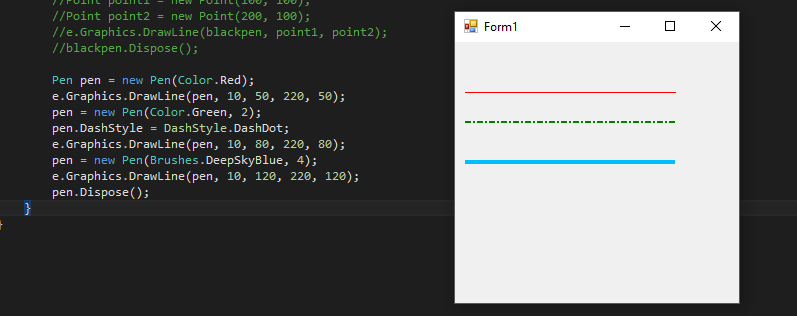 //Point point1 = new Point(100, 100);
//Point point2 = new Point(200, 100);
//e.Graphics.DrawLine(blackpen, point1, point2);
//blackpen.Dispose();
Pen pen = new Pen(Color.Red);
e.Graphics.DrawLine(pen, 10, 50, 220, 50);
pen = new Pen(Color.Green, 2);
pen.DashStyle = DashStyle.DashDot;
e.Graphics.DrawLine(pen, 10, 80, 220, 80);
pen = new Pen(Brushes.DeepSkyBlue, 4);
e.Graphics.DrawLine(pen, 10, 120, 220, 120);
pen.Dispose();
}
}
Form1